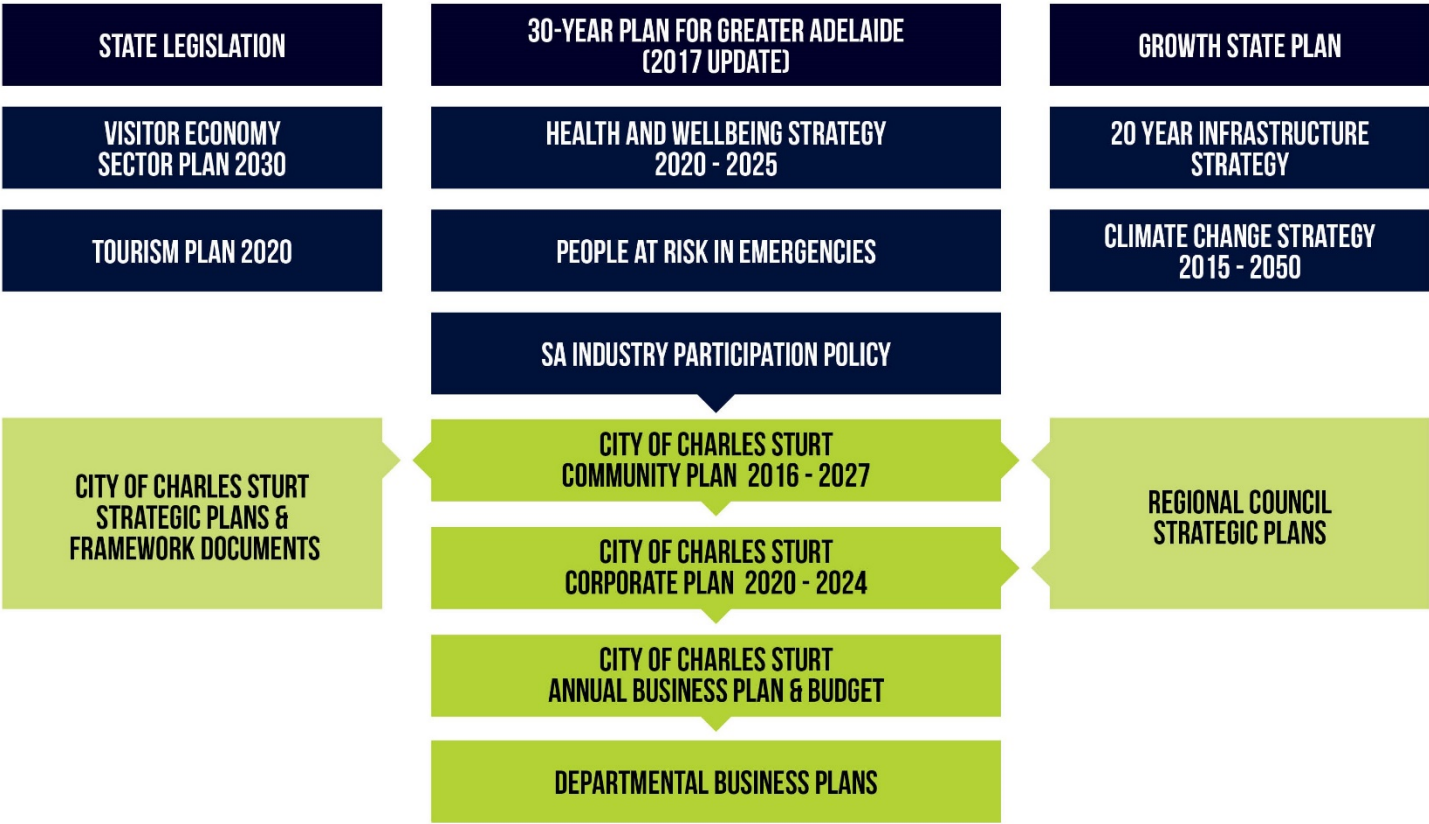 STATE LEGISLATION
30-YEAR PLAN FOR GREATER ADELAIDE
(2017 UPDATE)
GROWTH STATE PLAN
VISITOR ECONOMY
SECTOR PLAN 2030
HEALTH AND WELLBEING STRATEGY
2020 - 2025
20 YEAR INFRASTRUCTURE
STRATEGY
TOURISM PLAN 2020
PEOPLE AT RISK IN EMERGENCIES
CLIMATE CHANGE STRATEGY
2015 - 2050
SA INDUSTRY PARTICIPATION POLICY
CITY OF CHARLES STURT
STRATEGIC PLANS &
FRAMEWORK DOCUMENTS
CITY OF CHARLES STURT
COMMUNITY PLAN 2016 - 2027
REGIONAL COUNCIL
STRATEGIC PLANS
CITY OF CHARLES STURT
CORPORATE PLAN 2020 - 2024
CITY OF CHARLES STURT
ANNUAL BUSINESS PLAN & BUDGET
DEPARTMENTAL BUSINESS PLANS